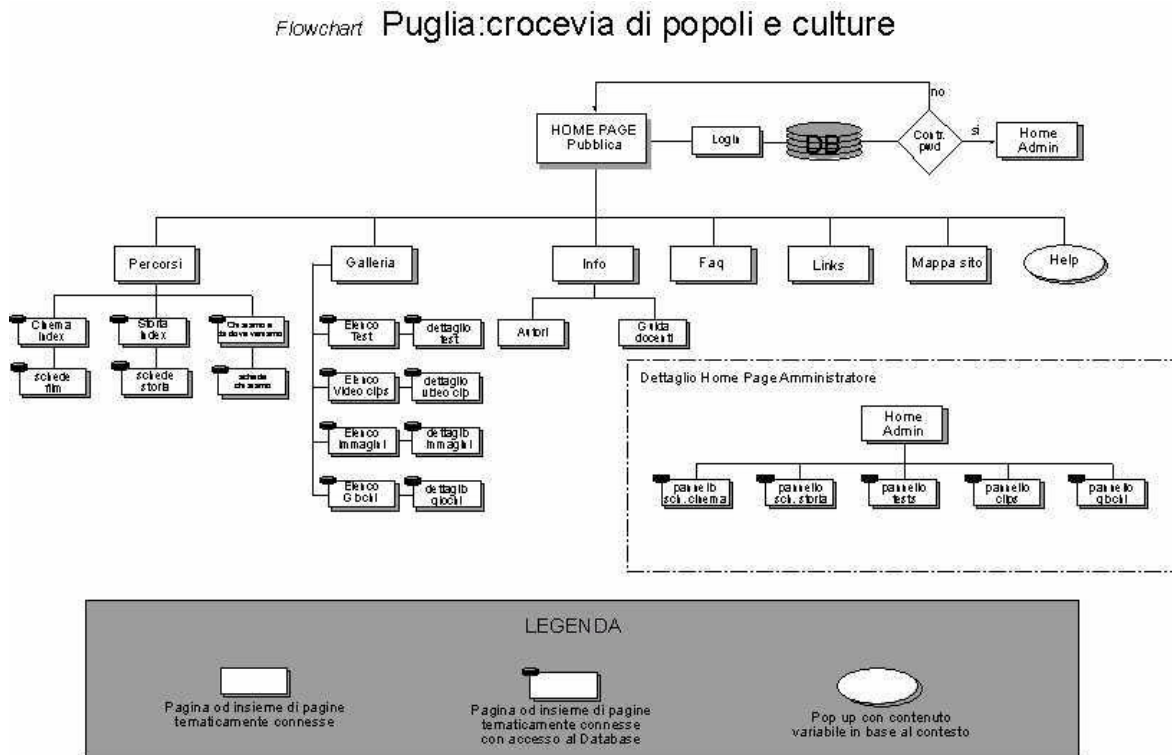 Flowchart Puglia:crocevia di popoli e culture
no
HOME PAGE
Pubblica
Login
DB
Contr.
pwd
si
Home
Admin
Percorsi
Galleria
Info
Faq
Links
Mappa sito
Help
Cinema
Index
Storia
Index
Chi siamo e
da dove veniamo
schede
film
schede
storia
schede
chi siamo
Elenco
Test
dettaglio
test
Elenco
Video clips
dettaglio
video clip
Elenco
immagini
dettaglio
immagini
Elenco
Giochi
dettaglio
giochi
Autori
Guida
docenti
Dettaglio Home Page Amministratore
Home
Admin
pannello
sch. cinema
pannello
sch. storia
pannello
tests
pannello
clips
pannello
giochi
LEGENDA
Pagina od insieme di pagine
tematicamente connesse
Pagina od insieme di pagine
tematicamente connesse
con accesso al Database
Pop up con contenuto
variabile in base al contesto